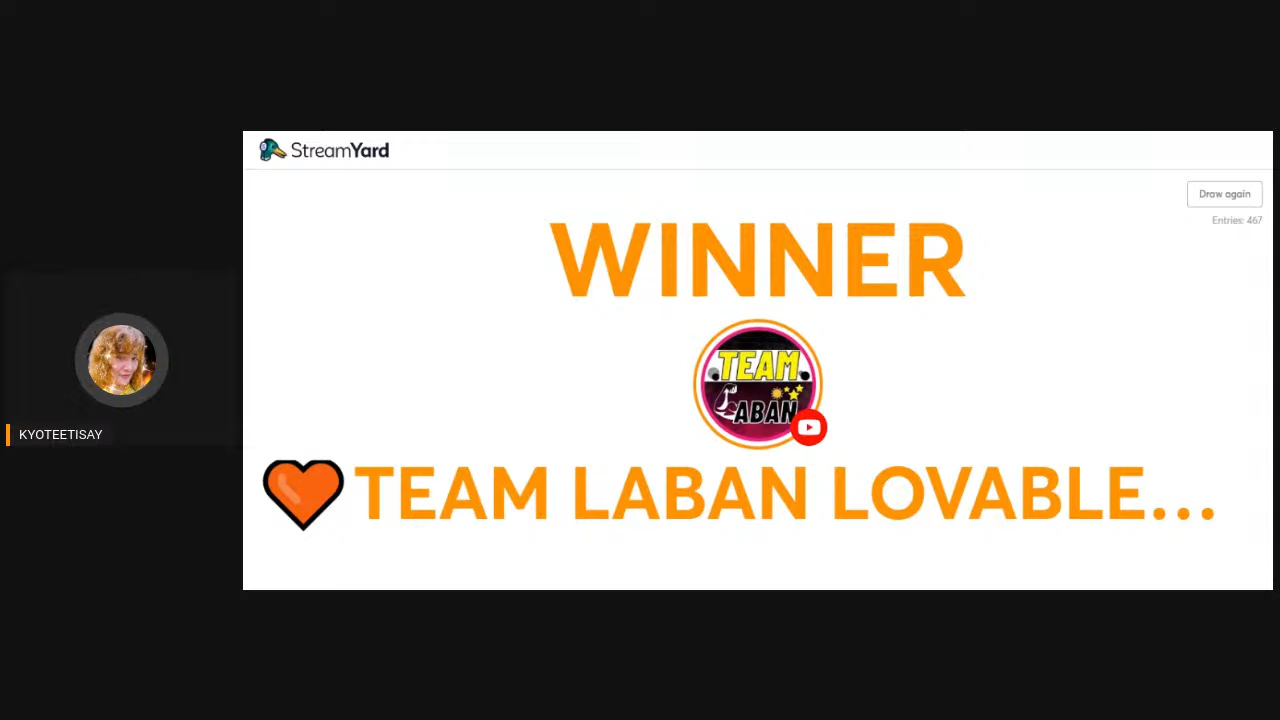 StreamYard
Draw again
Entries: 467
WINNER
TEAM
LABAN
🧡 TEAM LABAN LOVABLE...
KYOTEETISAY